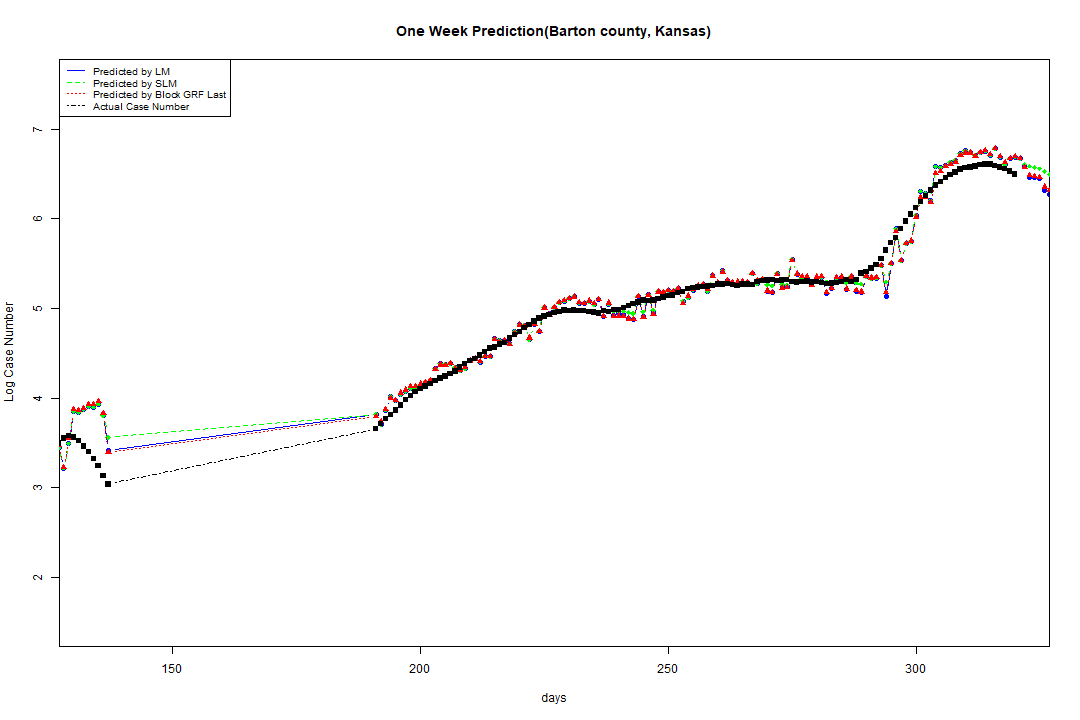 One Week Prediction(Barton county, Kansas)
Predicted by LM
Predicted by SLM
Predicted by Block GRF Last
Actual Case Number
7
6
5
4
3
2
Log Case Number
150 200 250 300
days